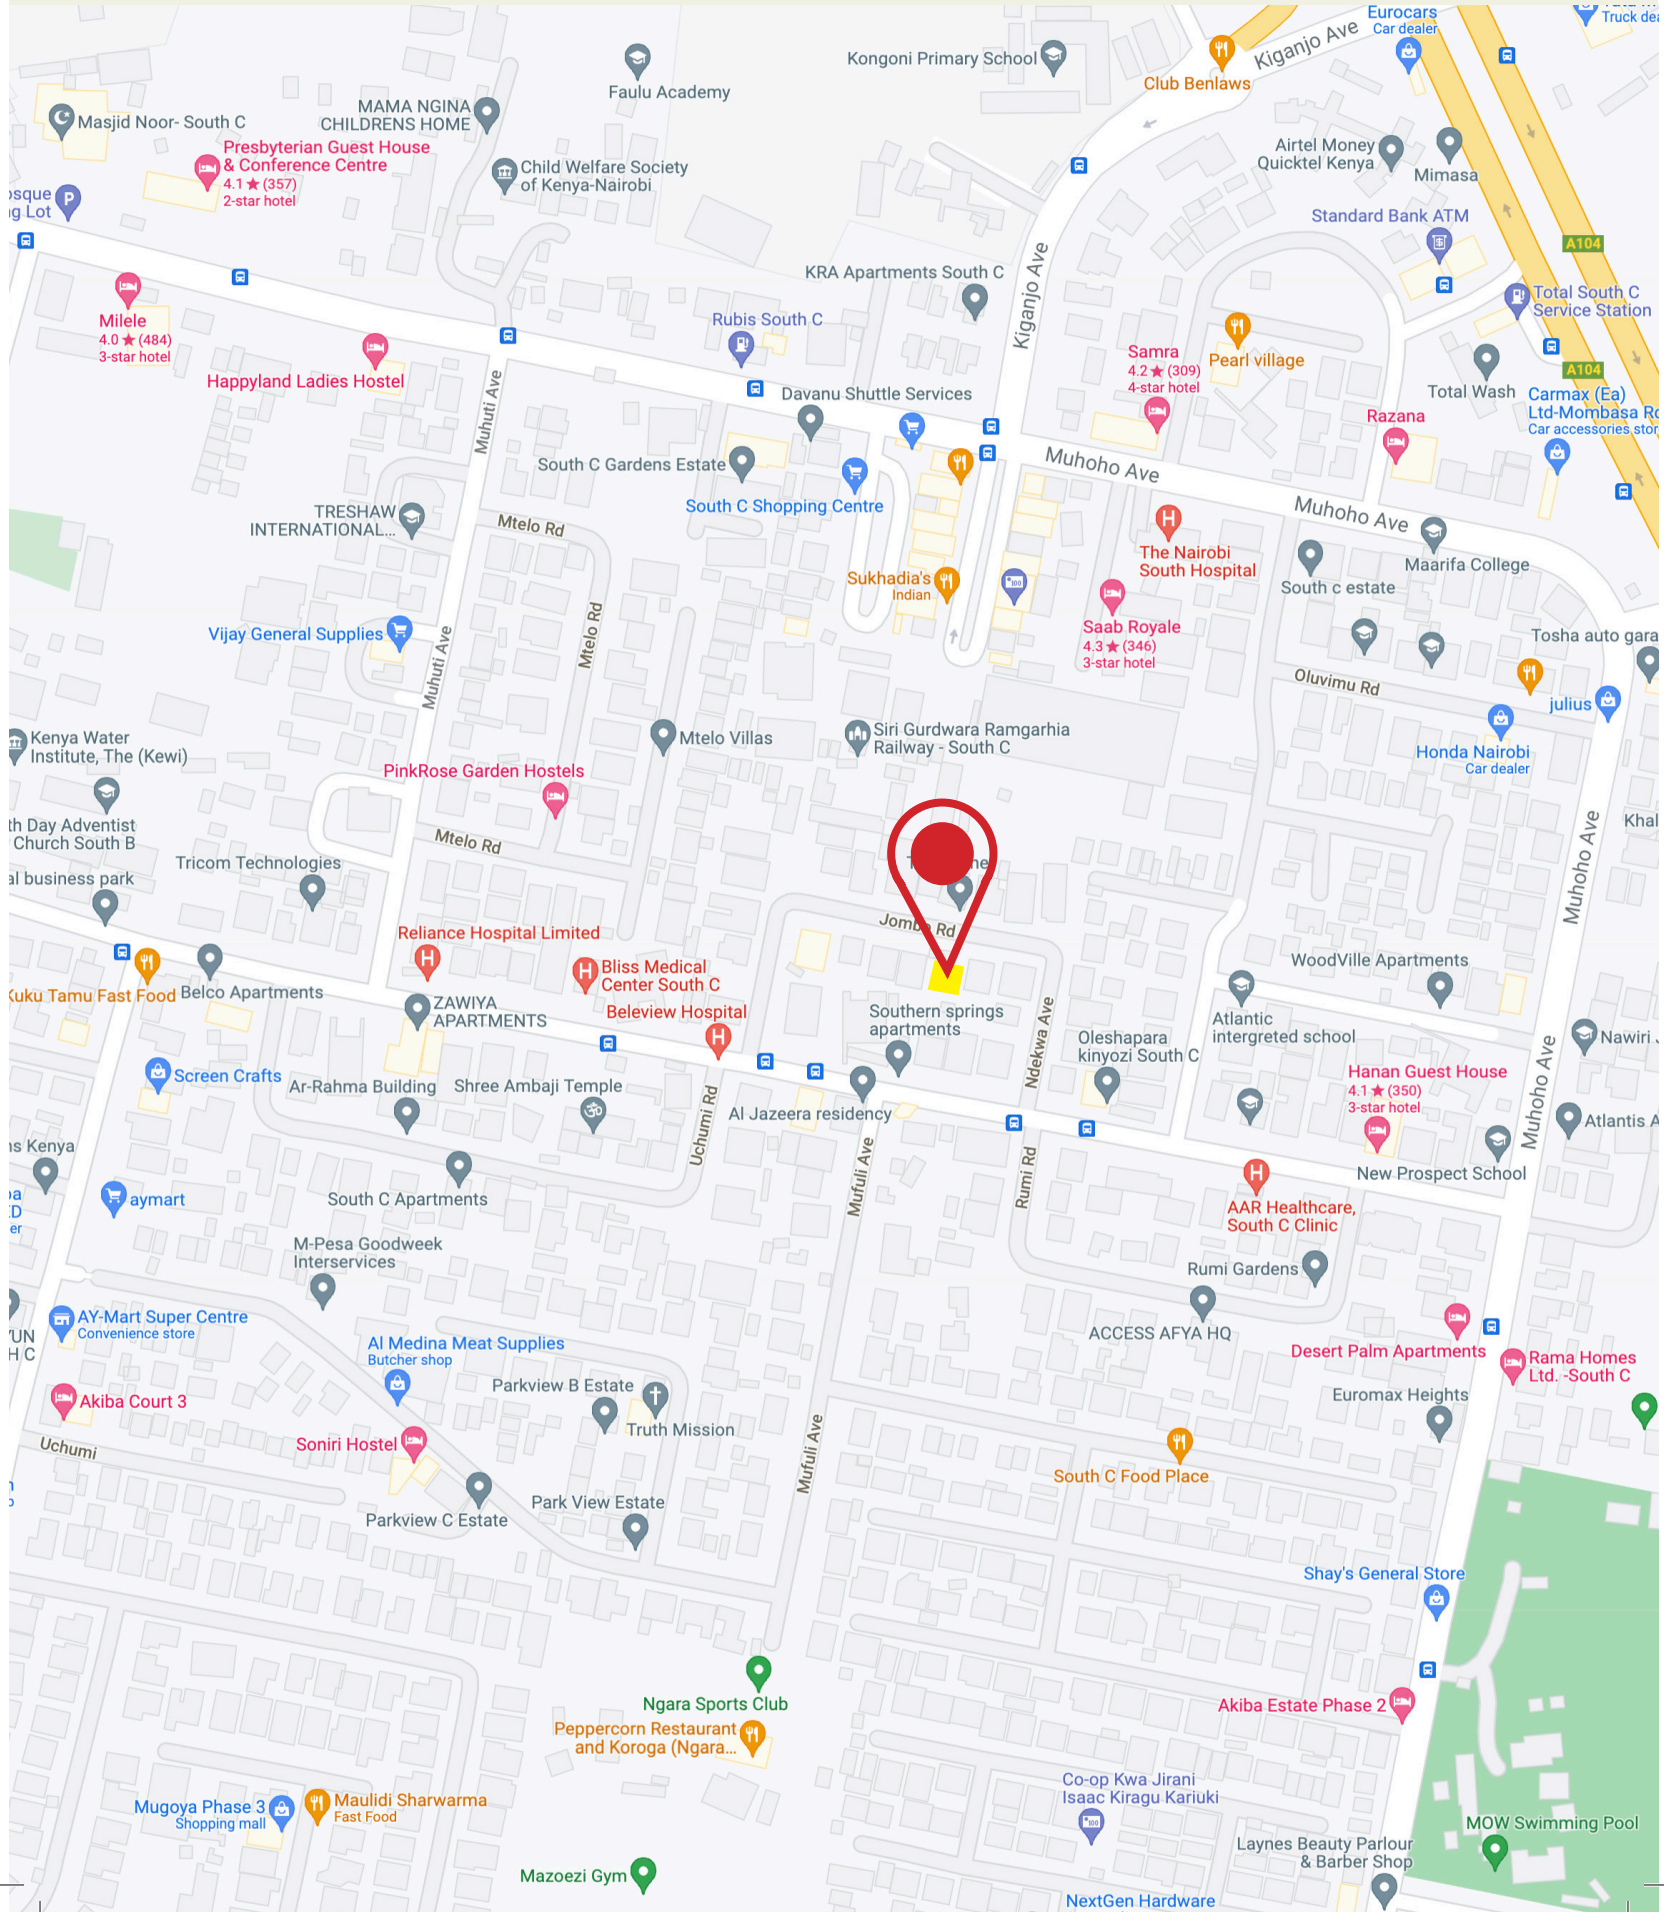 Eurocars
Car dealer
Kiganjo Ave
Kongoni Primary School
Club Benlaws
Faulu Academy
MAMA NGINA
CHILDRENS HOME
Masjid Noor- South C
Presbyterian Guest House
& Conference Centre
4.1 ★ (357)
2-star hotel
Child Welfare Society
of Kenya-Nairobi
Airtel Money
Quicktel Kenya
Mimasa
P
Lot
Standard Bank ATM
A104
KRA Apartments South C
Kiganjo Ave
Total South C
Service Station
Milele
4.0 ★ (484)
3-star hotel
Rubis South C
Samra
4.2 ★ (309)
4-star hotel
Pearl village
Happyland Ladies Hostel
A104
Total Wash
Carmax (Ea)
Ltd-Mombasa
Car accessories
Davanu Shuttle Services
Muhuti Ave
Razana
South C Gardens Estate
Muhoho Ave
South C Shopping Centre
TRESHAW
INTERNATIONAL...
Mtelo Rd
Muhoho Ave
The Nairobi
South Hospital
Maarifa College
South c estate
Sukhadia's
Indian
Saab Royale
4.3 ★ (346)
3-star hotel
Vijay General Supplies
Mtelo Rd
Muhuti Ave
Tosha auto
Oluvimu Rd
julius
Kenya Water
Institute, The (Kewi)
Mtelo Villas
Siri Gurdwara Ramgarhia
Railway - South C
Honda Nairobi
Car dealer
PinkRose Garden Hostels
Day Adventist
Church South B
Mtelo Rd
Muhoho Ave
Tricom Technologies
business park
Jombo Rd
Reliance Hospital Limited
Bliss Medical
Center South C
WoodVille Apartments
Kuku Tamu Fast Food
Belco Apartments
ZAWIYA
APARTMENTS
Beleview Hospital
Southern springs
apartments
Ndekwa Ave
Oleshapara
kinyozi South C
Atlantic
intergreted school
Nawiri
Muhoho Ave
Screen Crafts
Ar-Rahma Building
Shree Ambaji Temple
Al Jazeera residency
Hanan Guest House
4.1 ★ (350)
3-star hotel
Atlantis
Uchumi Rd
Mufuli Ave
Rumi Rd
Kenya
New Prospect School
aymart
South C Apartments
AAR Healthcare,
South C Clinic
M-Pesa Goodweek
Interservices
Rumi Gardens
AY-Mart Super Centre
Convenience store
ACCESS AFYA HQ
Al Medina Meat Supplies
Butcher shop
Desert Palm Apartments
Rama Homes
Ltd. -South C
Parkview B Estate
Euromax Heights
Akiba Court 3
Truth Mission
Soniri Hostel
Uchumi
Mufuli Ave
South C Food Place
Park View Estate
Parkview C Estate
Shay's General Store
Ngara Sports Club
Akiba Estate Phase 2
Peppercorn Restaurant
and Koroga (Ngara...
Co-op Kwa Jirani
Isaac Kiragu Kariuki
Mugoya Phase 3
Shopping mall
Maulidi Sharwarma
Fast Food
MOW Swimming Pool
Laynes Beauty Parlour
& Barber Shop
Mazoezi Gym
NextGen Hardware